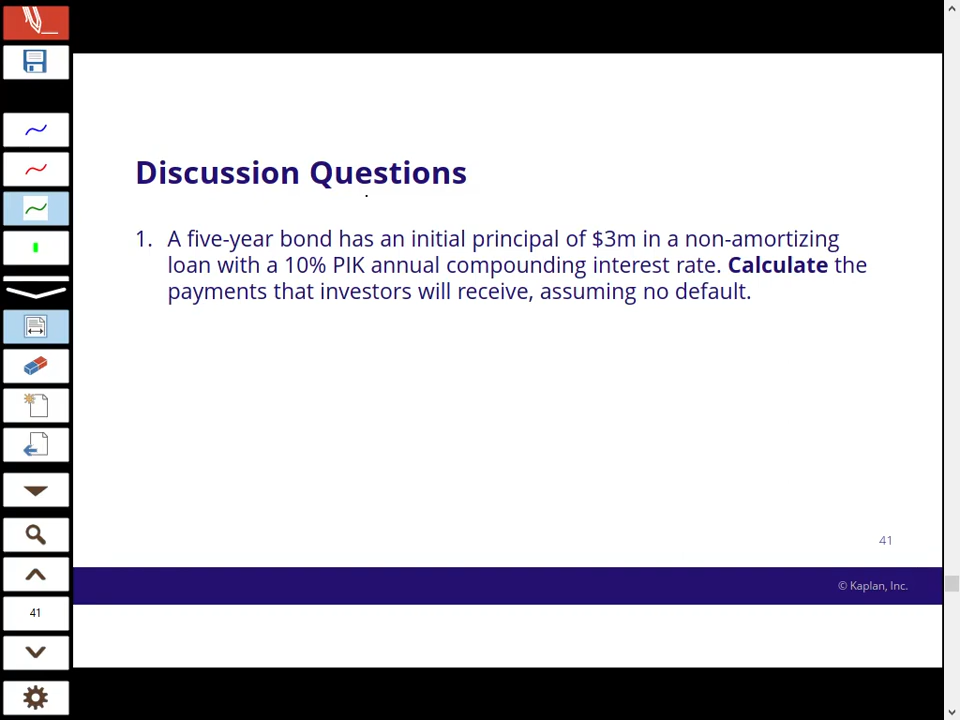 Discussion Questions
1. A five-year bond has an initial principal of $3m in a non-amortizing
loan with a 10% PIK annual compounding interest rate. Calculate the
payments that investors will receive, assuming no default.
41
© Kaplan, Inc.
41